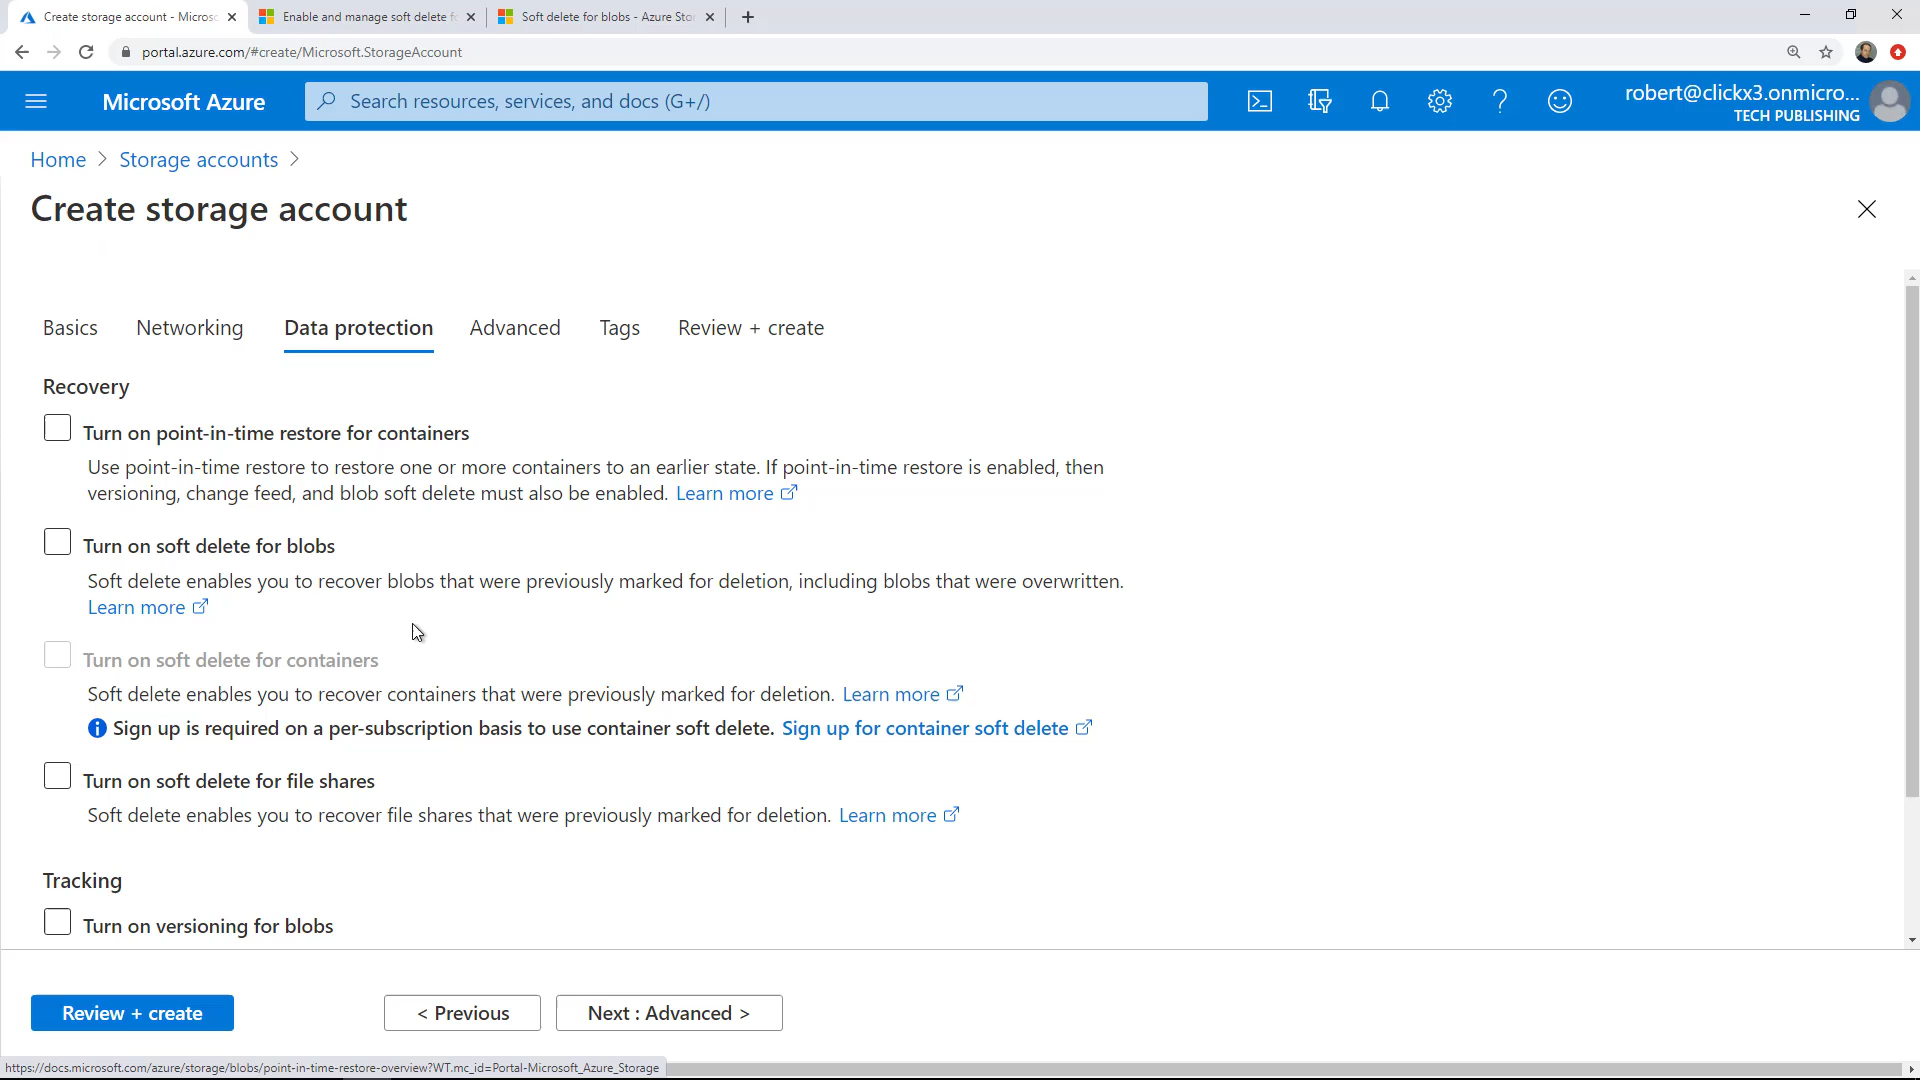 Create storage account - Microsc
Enable and manage soft delete f
Soft delete for blobs - Azure Stor
portal.azure.com/#create/Microsoft.StorageAccount
Microsoft Azure
Search resources, services, and docs (G+/)
robert@clickx3.onmicro...
TECH PUBLISHING
Home > Storage accounts >
Create storage account
Basics Networking Data protection Advanced Tags Review + create
Recovery
Turn on point-in-time restore for containers
Use point-in-time restore to restore one or more containers to an earlier state. If point-in-time restore is enabled, then
versioning, change feed, and blob soft delete must also be enabled. Learn more
Turn on soft delete for blobs
Soft delete enables you to recover blobs that were previously marked for deletion, including blobs that were overwritten.
Learn more
Turn on soft delete for containers
Soft delete enables you to recover containers that were previously marked for deletion. Learn more
Sign up is required on a per-subscription basis to use container soft delete. Sign up for container soft delete
Turn on soft delete for file shares
Soft delete enables you to recover file shares that were previously marked for deletion. Learn more
Tracking
Turn on versioning for blobs
Review + create < Previous Next : Advanced >
https://docs.microsoft.com/azure/storage/blobs/point-in-time-restore-overview?WT.mc_id=Portal-Microsoft_Azure_Storage